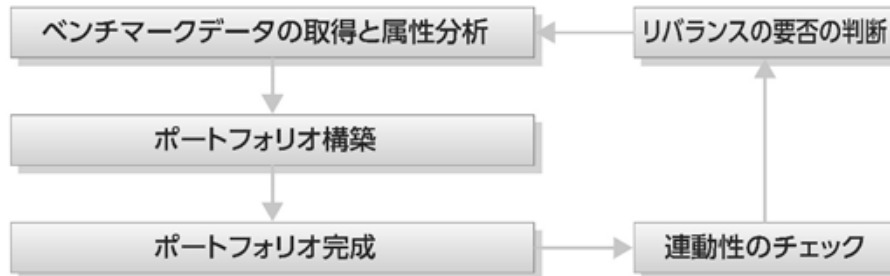 ベンチマークデータの取得と属性分析
リバランスの要否の判断
ポートフォリオ構築
ポートフォリオ完成
連動性のチェック